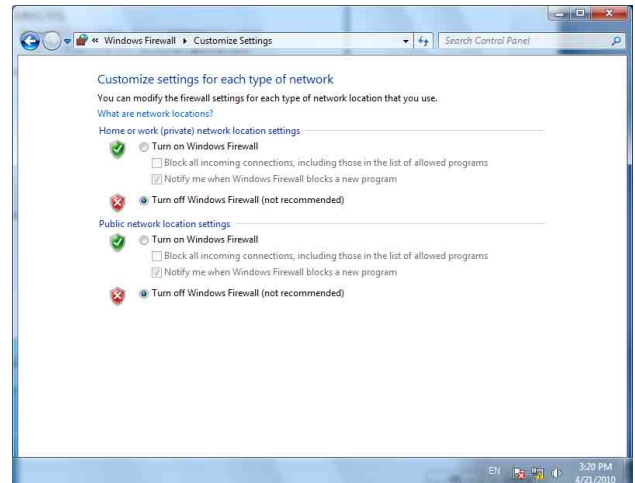 « Windows Firewall ▸ Customize Settings
Search Control Panel
Customize settings for each type of network
You can modify the firewall settings for each type of network location that you use.
What are network locations?
Home or work (private) network location settings
Turn on Windows Firewall
Block all incoming connections, including those in the list of allowed programs
Notify me when Windows Firewall blocks a new program
Turn off Windows Firewall (not recommended)
Public network location settings
Turn on Windows Firewall
Block all incoming connections, including those in the list of allowed programs
Notify me when Windows Firewall blocks a new program
Turn off Windows Firewall (not recommended)
EN
3:20 PM
4/21/2010